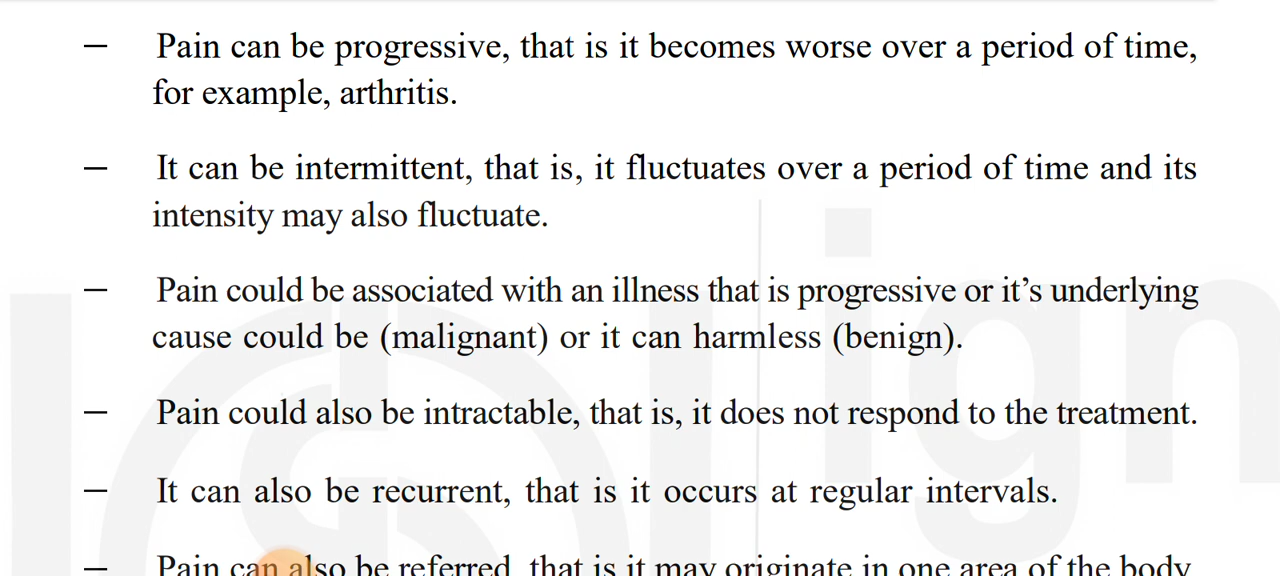 — Pain can be progressive, that is it becomes worse over a period of time,
for example, arthritis.
— It can be intermittent, that is, it fluctuates over a period of time and its
intensity may also fluctuate.
— Pain could be associated with an illness that is progressive or it’s underlying
cause could be (malignant) or it can harmless (benign).
— Pain could also be intractable, that is, it does not respond to the treatment.
— It can also be recurrent, that is it occurs at regular intervals.
— Pain can also be referred, that is it may originate in one area of the body
ign